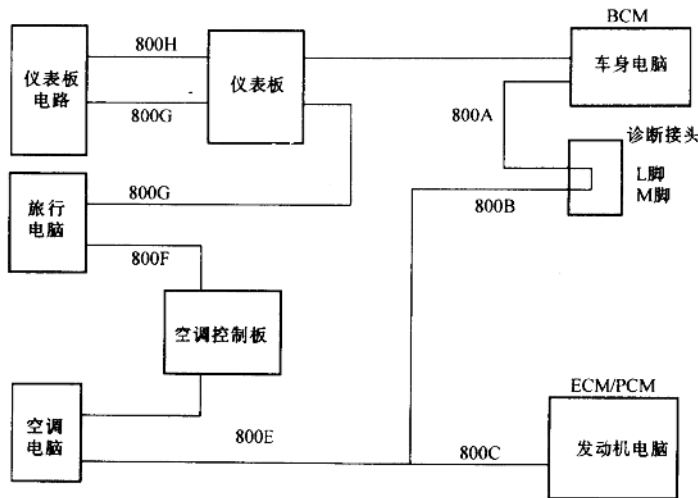 BCM
800H
仪表板
电路
仪表板
车身电脑
800G
800A
诊断接头
L脚
M脚
800G
旅行
电脑
800B
800F
空调控制板
ECM/PCM
空调
电脑
800E
800C
发动机电脑